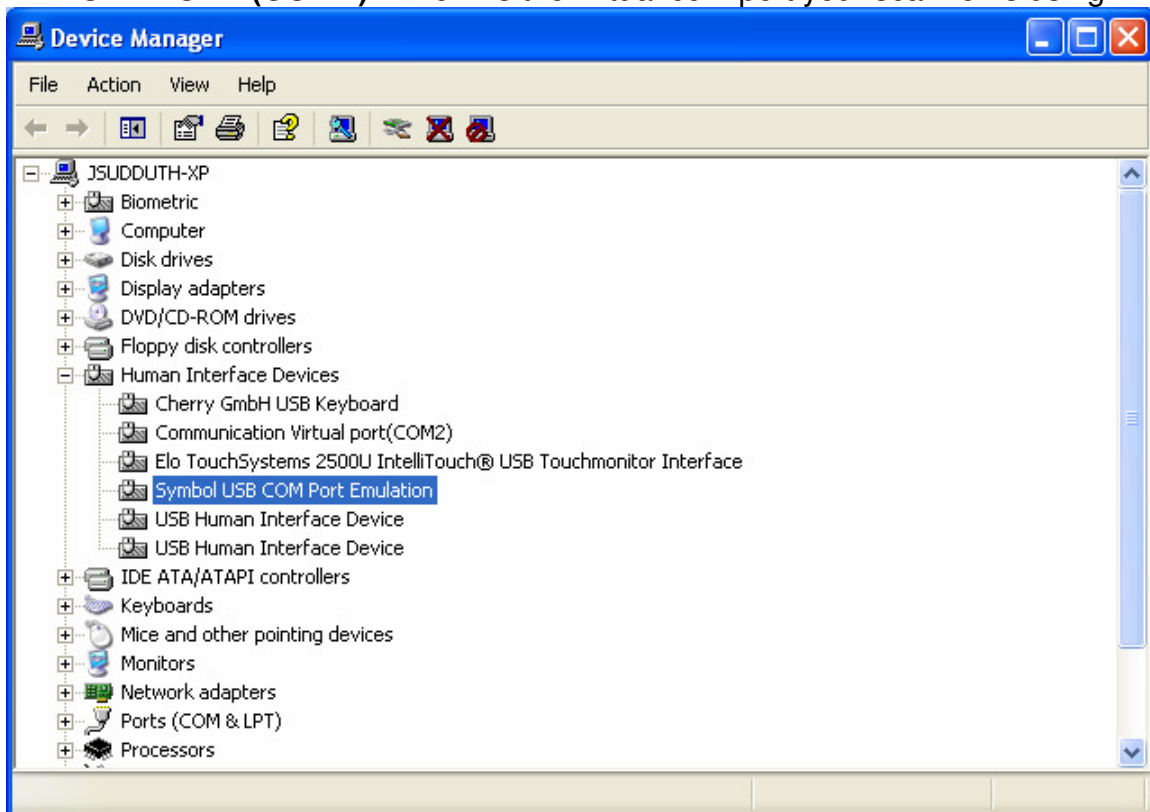 Device Manager
File Action View Help
JSUDDUTH-XP
Biometric
Computer
Disk drives
Display adapters
DVD/CD-ROM drives
Floppy disk controllers
Human Interface Devices
Cherry GmbH USB Keyboard
Communication Virtual port(COM2)
Elo TouchSystems 2500U IntelliTouch® USB Touchmonitor Interface
Symbol USB COM Port Emulation
USB Human Interface Device
USB Human Interface Device
IDE ATA/ATAPI controllers
Keyboards
Mice and other pointing devices
Monitors
Network adapters
Ports (COM & LPT)
Processors